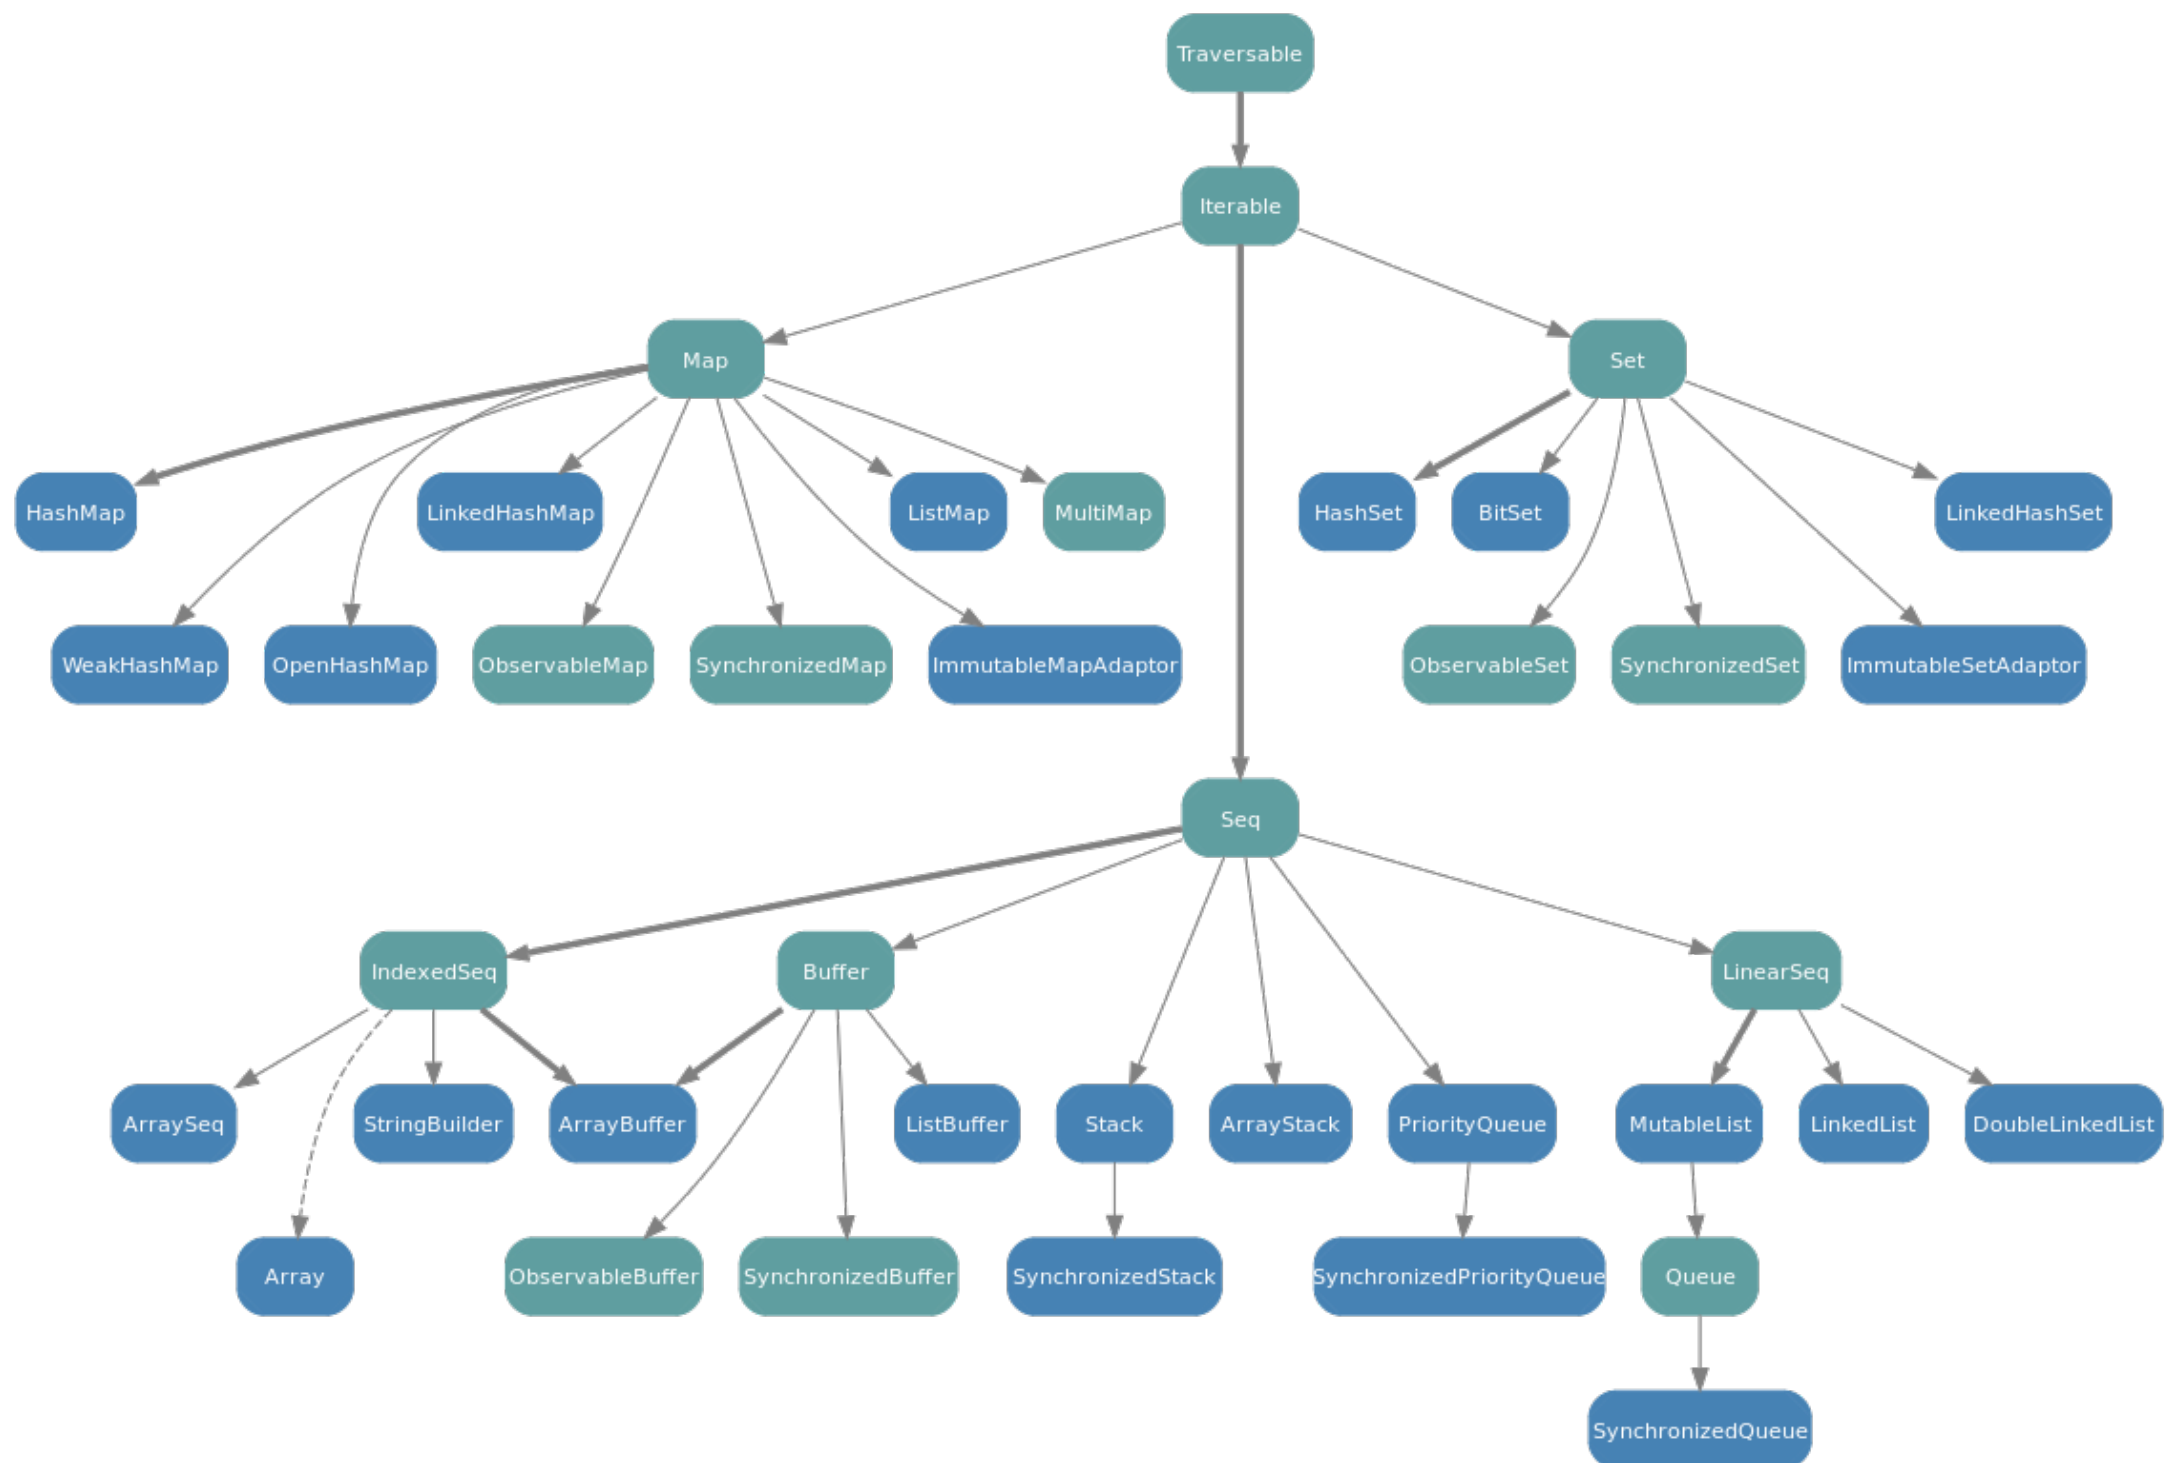 Traversable
Iterable
Map
Set
HashMap
LinkedHashMap
ListMap
MultiMap
HashSet
BitSet
LinkedHashSet
WeakHashMap
OpenHashMap
ObservableMap
SynchronizedMap
ImmutableMapAdaptor
ObservableSet
SynchronizedSet
ImmutableSetAdaptor
Seq
IndexedSeq
Buffer
LinearSeq
ArraySeq
StringBuilder
ArrayBuffer
ListBuffer
Stack
ArrayStack
PriorityQueue
MutableList
LinkedList
DoubleLinkedList
Array
ObservableBuffer
SynchronizedBuffer
SynchronizedStack
SynchronizedPriorityQueue
Queue
SynchronizedQueue